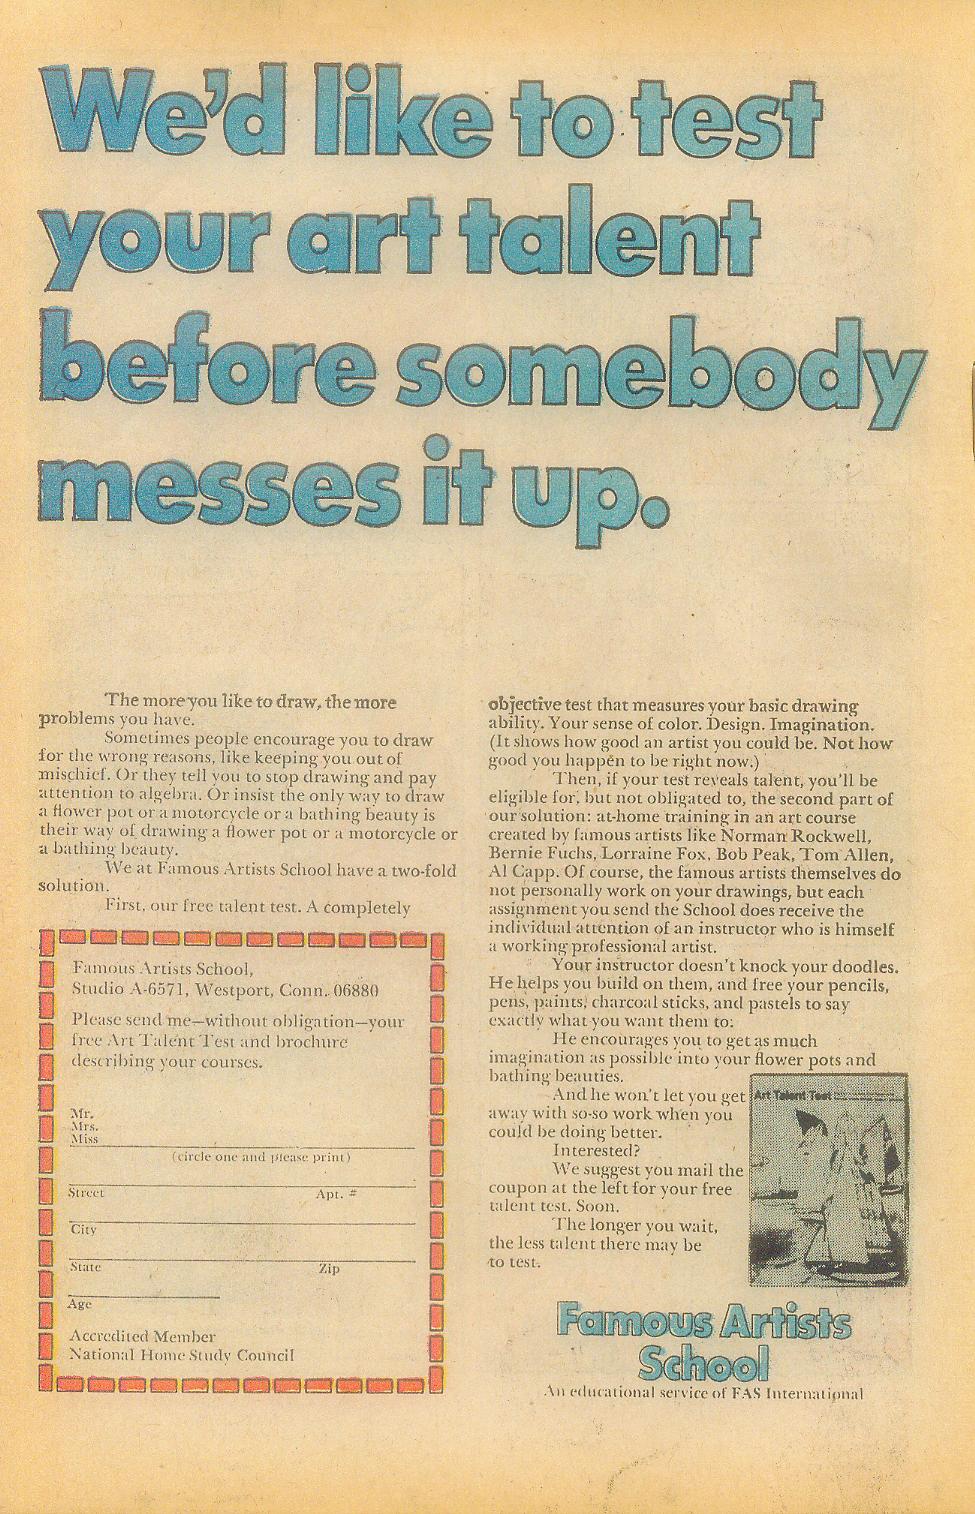 We'd like to test
your art talent
before somebody
messes it up.
The more you like to draw, the more
problems you have.
Sometimes people encourage you to draw
for the wrong reasons, like keeping you out of
mischief. Or they tell you to stop drawing and pay
attention to algebra. Or insist the only way to draw
a flower pot or a motorcycle or a bathing beauty is
their way of drawing a flower pot or a motorcycle or
a bathing beauty.
We at Famous Artists School have a two-fold
solution.
First, our free talent test. A completely
objective test that measures your basic drawing
ability. Your sense of color. Design. Imagination.
(It shows how good an artist you could be. Not how
good you happen to be right now.)
Then, if your test reveals talent, you'll be
eligible for, but not obligated to, the second part of
our solution: at-home training in an art course
created by famous artists like Norman Rockwell,
Bernie Fuchs, Lorraine Fox, Bob Peak, Tom Allen,
Al Capp. Of course, the famous artists themselves do
not personally work on your drawings, but each
assignment you send the School does receive the
individual attention of an instructor who is himself
a working professional artist.
Your instructor doesn't knock your doodles.
He helps you build on them, and free your pencils,
pens, paints, charcoal sticks, and pastels to say
exactly what you want them to.
He encourages you to get as much
imagination as possible into your flower pots and
bathing beauties.
And he won't let you get
away with so-so work when you
could be doing better.
Interested?
We suggest you mail the
coupon at the left for your free
talent test. Soon.
The longer you wait,
the less talent there may be
to test.
Art Talent Test
Famous Artists School,
Studio A-6571, Westport, Conn. 06880
Please send me—without obligation—your
free Art Talent Test and brochure
describing your courses.
Mr.
Mrs.
Miss
(circle one and please print)
Street Apt. #
City
State Zip
Age
Accredited Member
National Home Study Council
Famous Artists
School
An educational service of FAS International